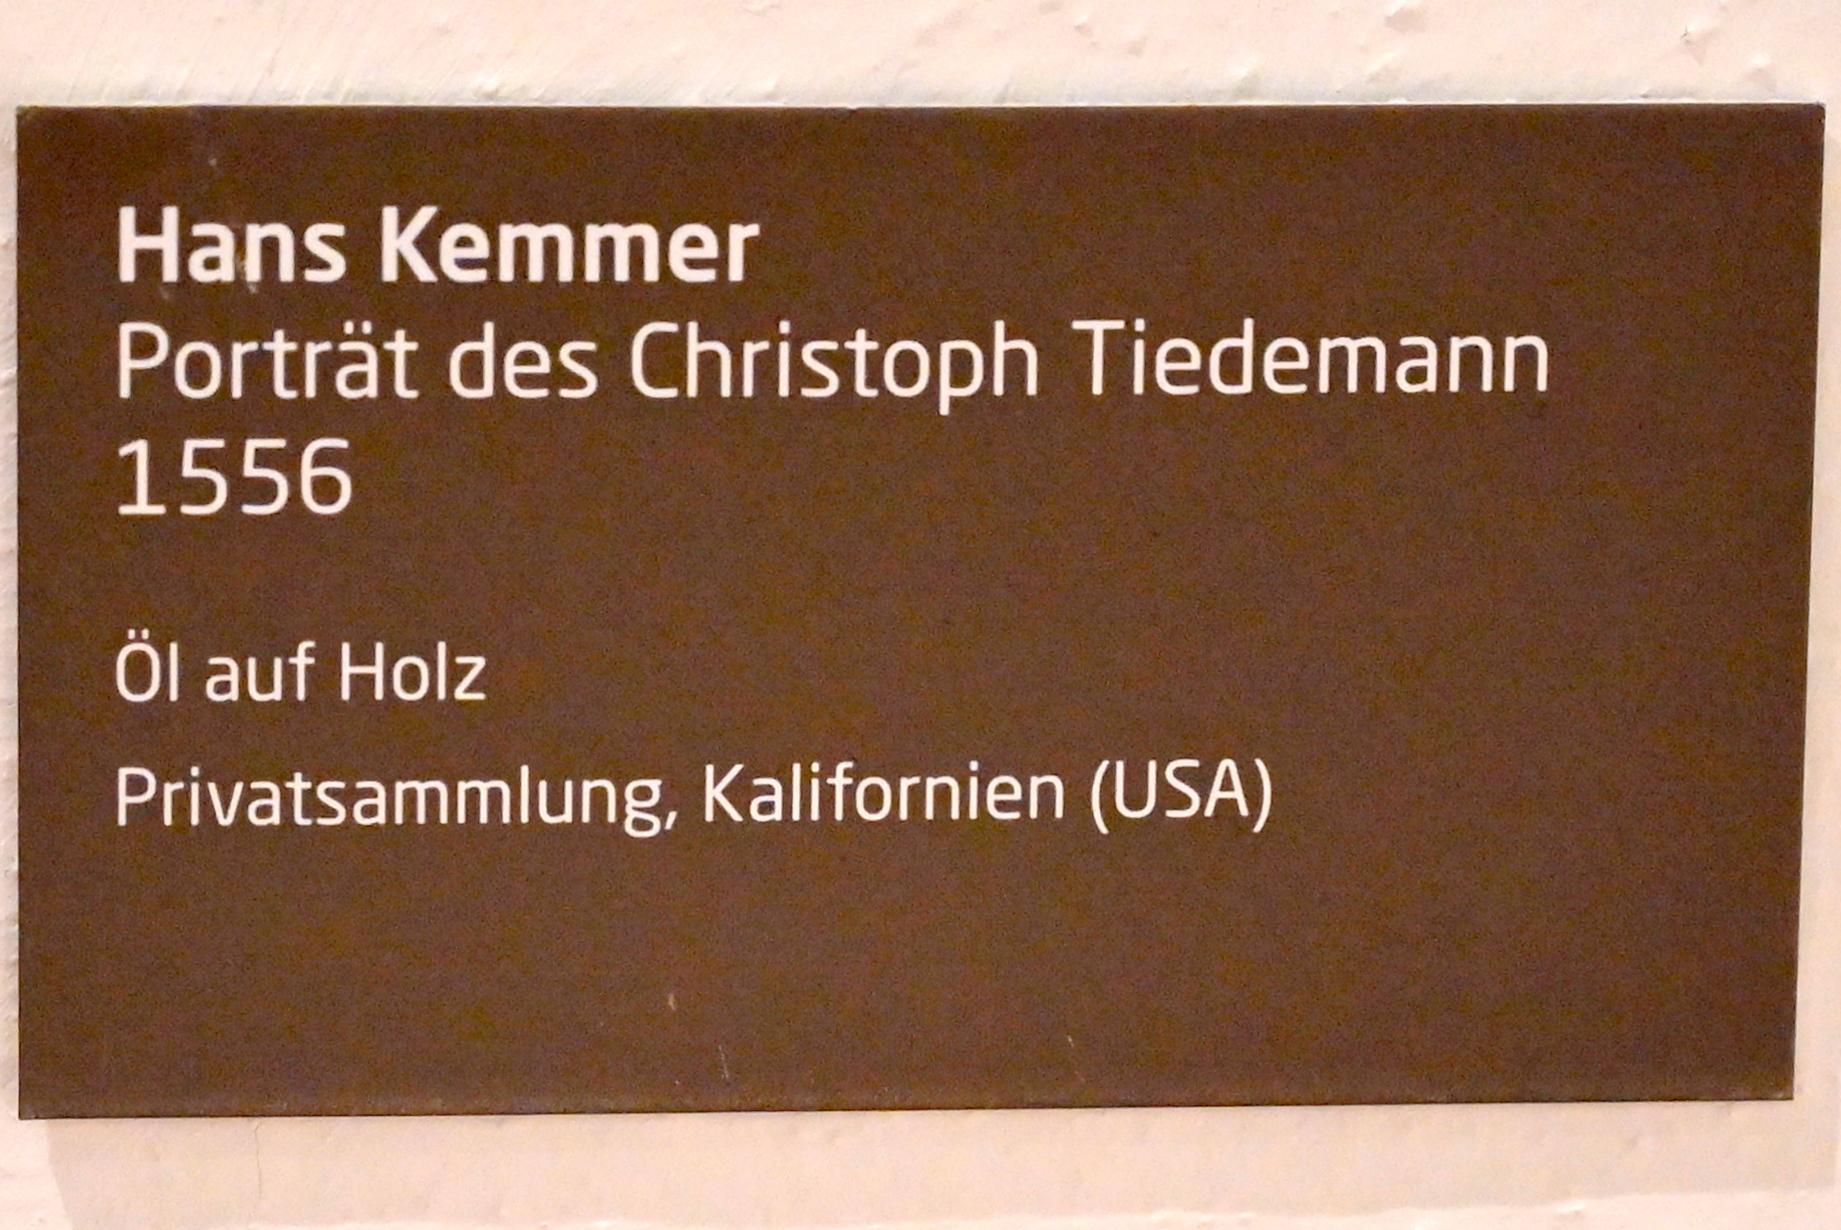 Hans Kemmer
Porträt des Christoph Tiedemann
1556
Öl auf Holz
Privatsammlung, Kalifornien (USA)